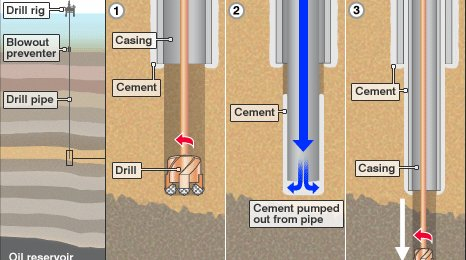 Drill rig
Blowout
preventer
Drill pipe
Oil reservoir
1
Casing
Cement
Drill
2
Cement
Cement pumped
out from pipe
3
Cement
Casing